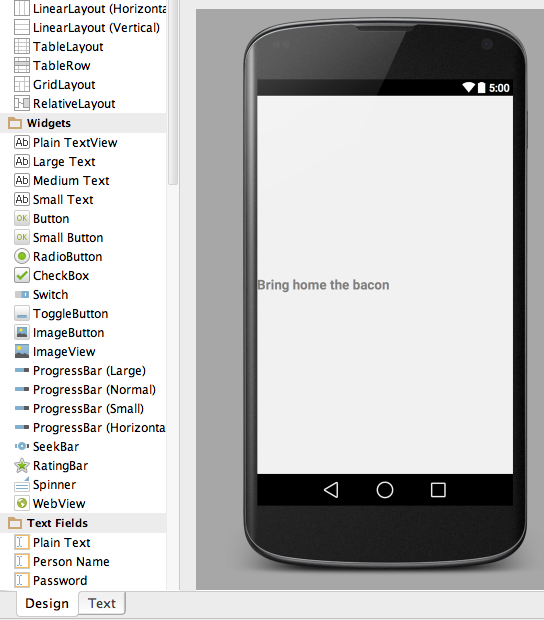 LinearLayout (Horizonta
LinearLayout (Vertical)
TableLayout
TableRow
GridLayout
RelativeLayout
Widgets
Ab Plain TextView
Ab Large Text
Ab Medium Text
Ab Small Text
OK Button
OK Small Button
RadioButton
CheckBox
Switch
ToggleButton
ImageButton
ImageView
ProgressBar (Large)
ProgressBar (Normal)
ProgressBar (Small)
ProgressBar (Horizonta
SeekBar
RatingBar
Spinner
WebView
Text Fields
Plain Text
Person Name
Password
Design
Text
5:00
Bring home the bacon